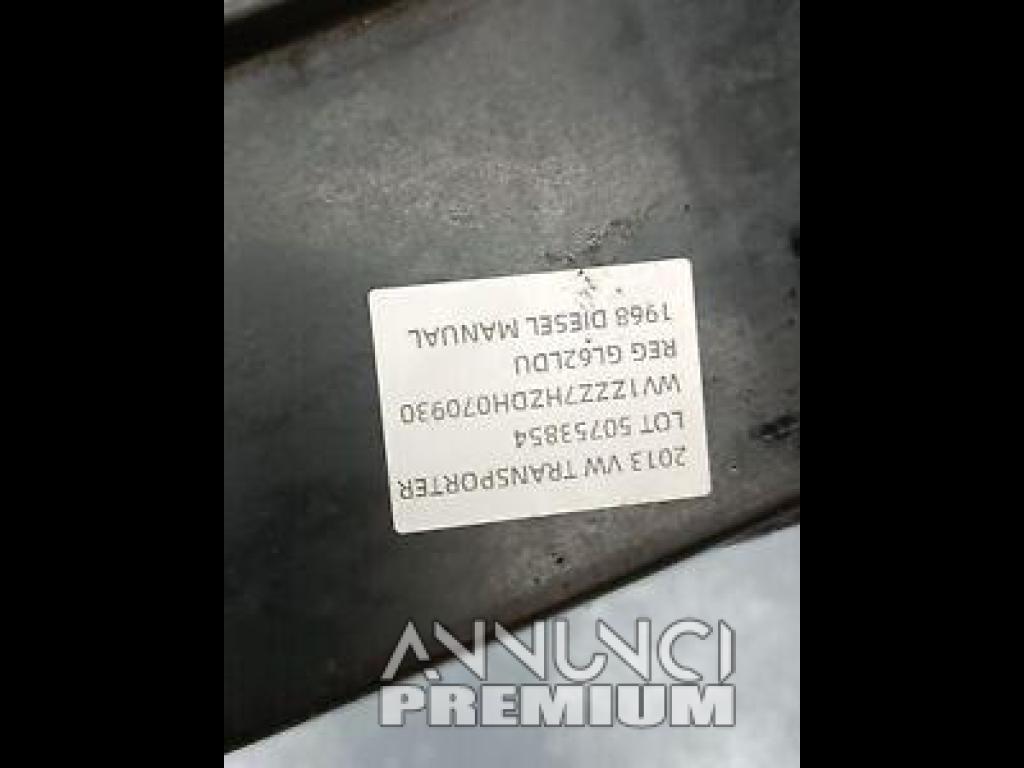 2013 VW TRANSPORTER
LOT 50753854
WV1ZZZ7HZDH070930
REG GL62LDU
1968 DIESEL MANUAL
ANNUNCI
PREMIUM